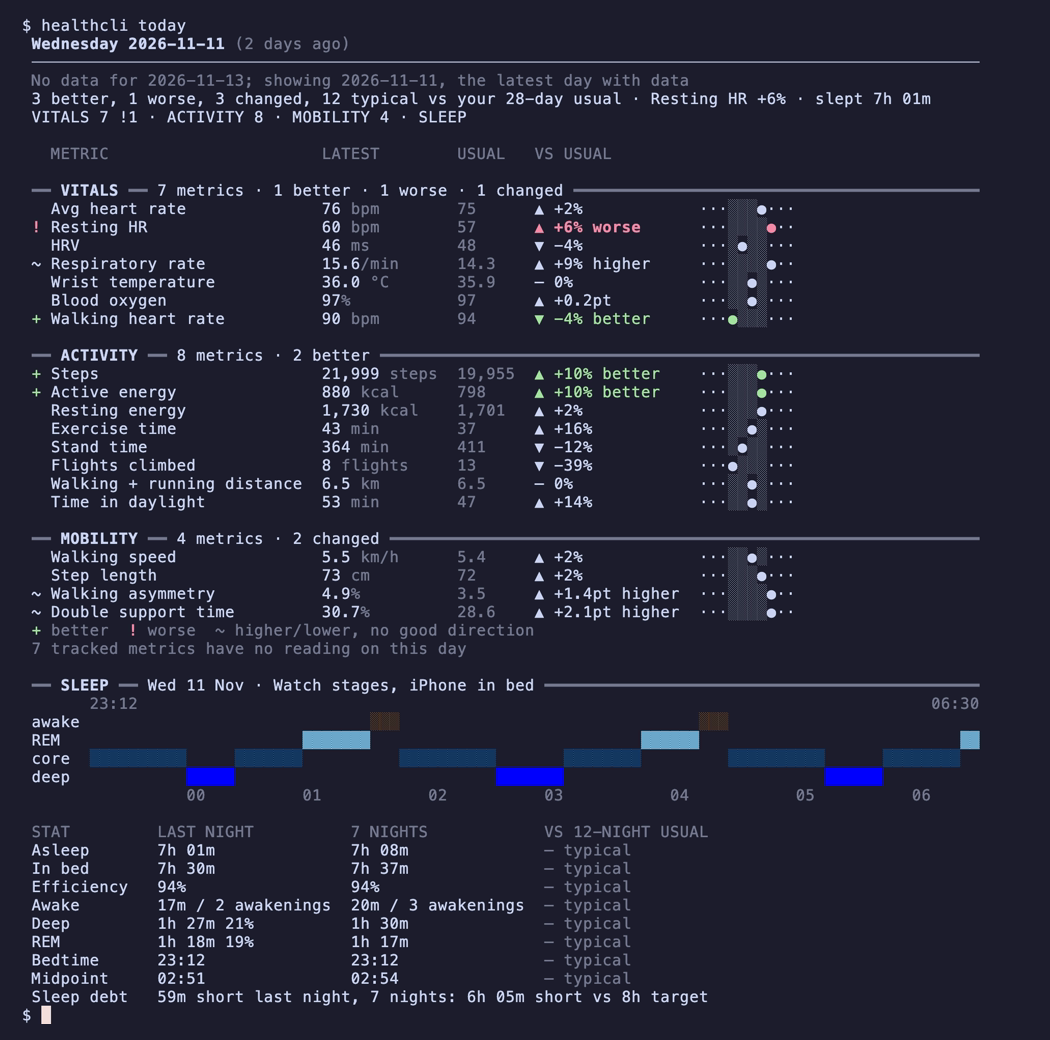 $ healthcli today
Wednesday 2026-11-11 (2 days ago)
No data for 2026-11-13; showing 2026-11-11, the latest day with data
3 better, 1 worse, 3 changed, 12 typical vs your 28-day usual · Resting HR +6% · slept 7h 01m
VITALS 7 !1 · ACTIVITY 8 · MOBILITY 4 · SLEEP
METRIC LATEST USUAL VS USUAL
VITALS 7 metrics · 1 better · 1 worse · 1 changed
Avg heart rate 76 bpm 75 ▲ +2%
! Resting HR 60 bpm 57 ▲ +6% worse
HRV 46 ms 48 ▼ −4%
~ Respiratory rate 15.6/min 14.3 ▲ +9% higher
Wrist temperature 36.0 °C 35.9 — 0%
Blood oxygen 97% 97 ▲ +0.2pt
+ Walking heart rate 90 bpm 94 ▼ −4% better
ACTIVITY 8 metrics · 2 better
+ Steps 21,999 steps 19,955 ▲ +10% better
+ Active energy 880 kcal 798 ▲ +10% better
Resting energy 1,730 kcal 1,701 ▲ +2%
Exercise time 43 min 37 ▲ +16%
Stand time 364 min 411 ▼ −12%
Flights climbed 8 flights 13 ▼ −39%
Walking + running distance 6.5 km 6.5 — 0%
Time in daylight 53 min 47 ▲ +14%
MOBILITY 4 metrics · 2 changed
Walking speed 5.5 km/h 5.4 ▲ +2%
Step length 73 cm 72 ▲ +2%
~ Walking asymmetry 4.9% 3.5 ▲ +1.4pt higher
~ Double support time 30.7% 28.6 ▲ +2.1pt higher
+ better ! worse ~ higher/lower, no good direction
7 tracked metrics have no reading on this day
SLEEP Wed 11 Nov · Watch stages, iPhone in bed
23:12 06:30
awake
REM
core
deep
00 01 02 03 04 05 06
STAT LAST NIGHT 7 NIGHTS VS 12-NIGHT USUAL
Asleep 7h 01m 7h 08m — typical
In bed 7h 30m 7h 37m — typical
Efficiency 94% 94% — typical
Awake 17m / 2 awakenings 20m / 3 awakenings — typical
Deep 1h 27m 21% 1h 30m — typical
REM 1h 18m 19% 1h 17m — typical
Bedtime 23:12 23:12 — typical
Midpoint 02:51 02:54 — typical
Sleep debt 59m short last night, 7 nights: 6h 05m short vs 8h target
$